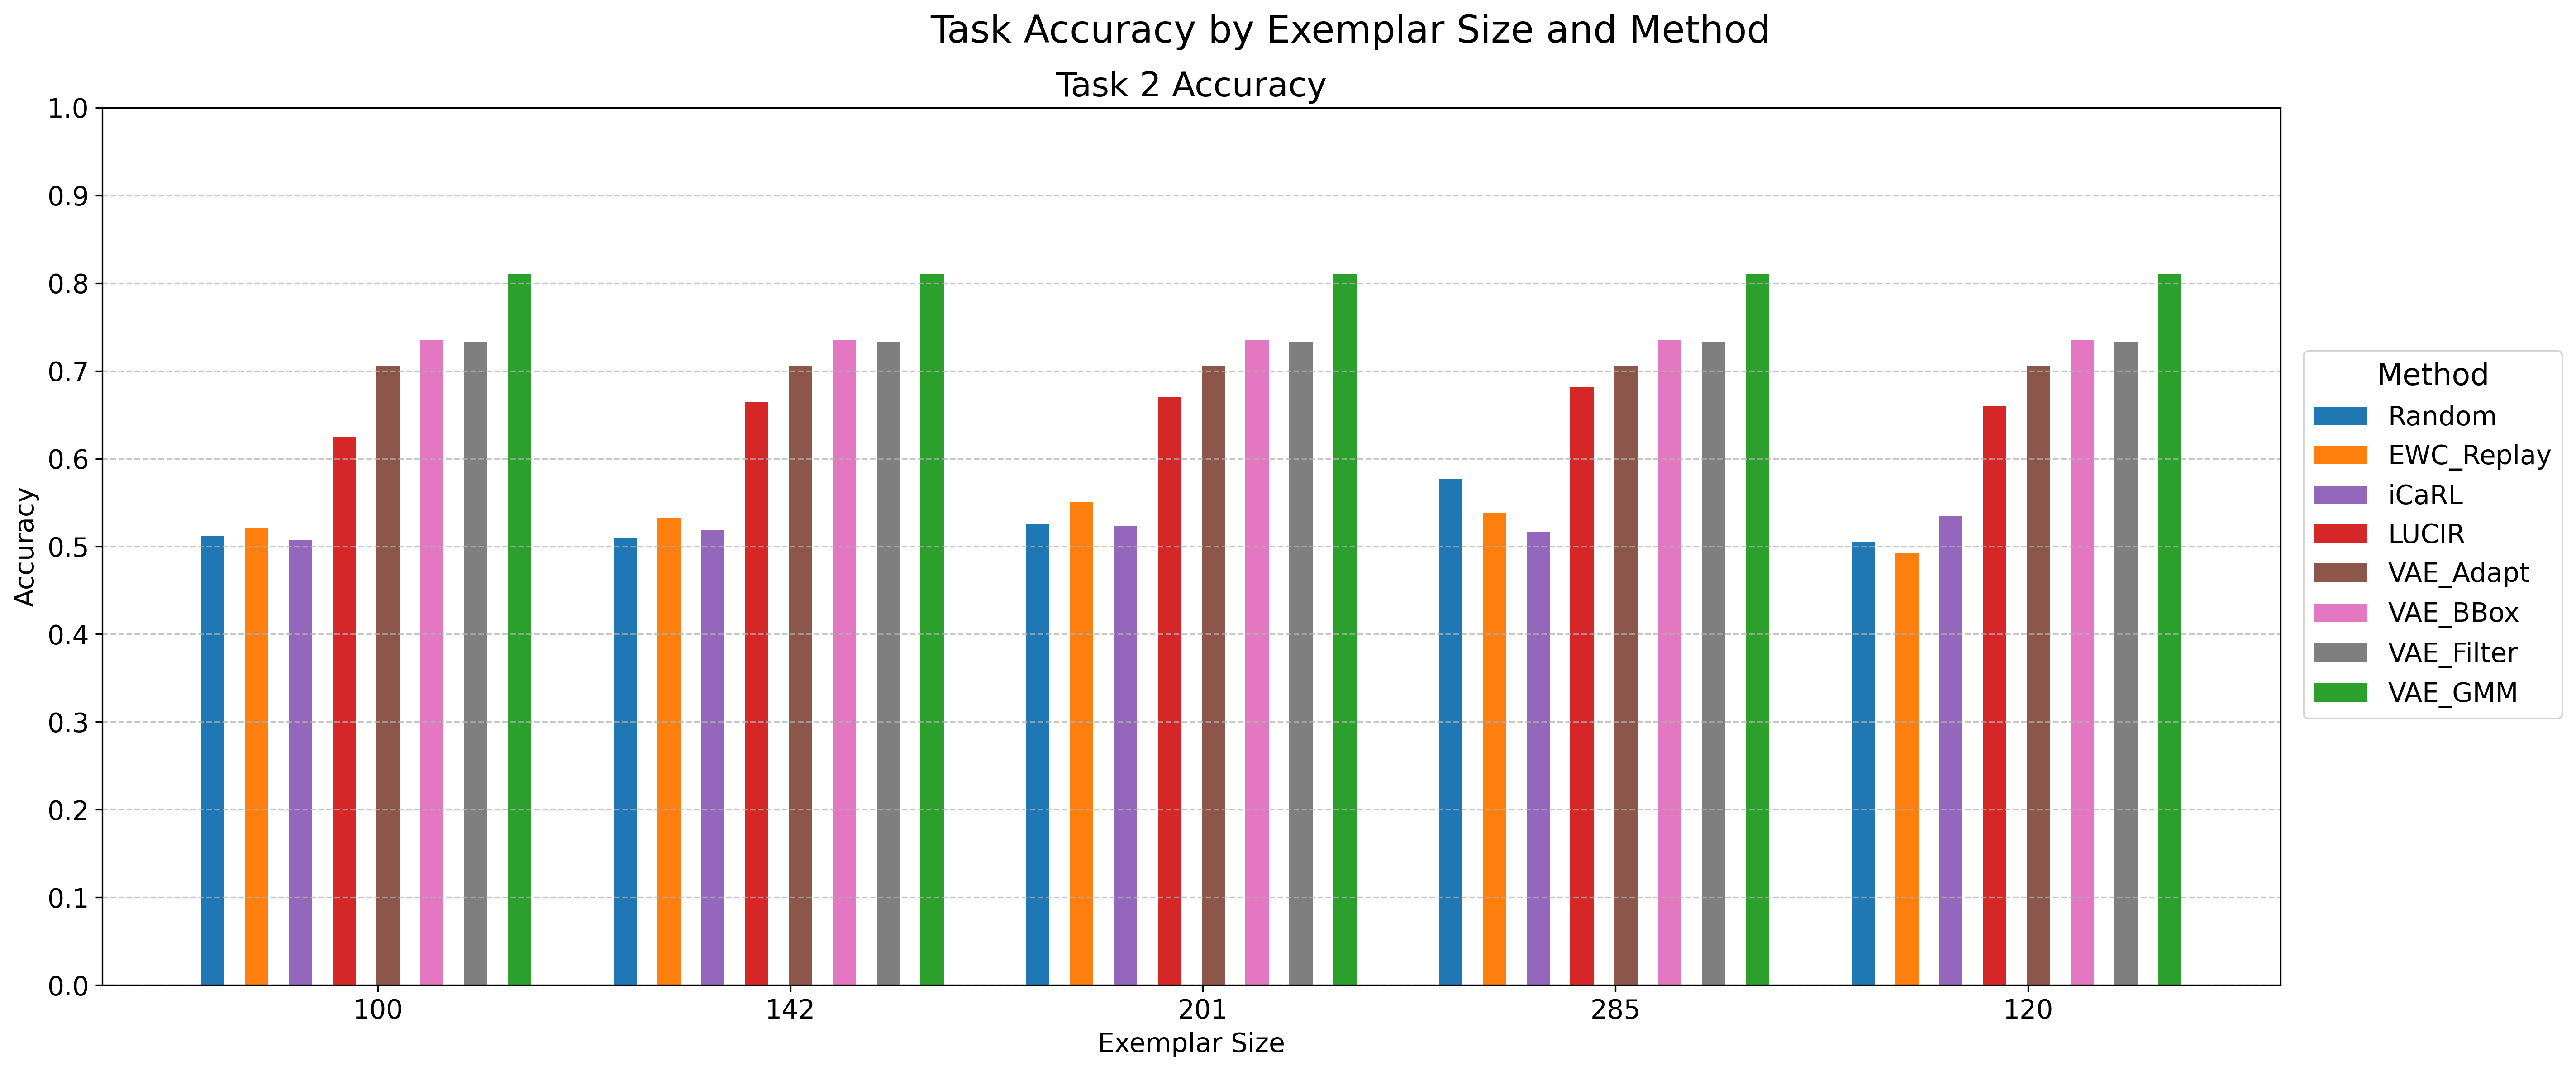 Task Accuracy by Exemplar Size and Method
Task 2 Accuracy
1.0
0.9
0.8
0.7
0.6
0.5
0.4
0.3
0.2
0.1
0.0
Accuracy
100 142 201 285 120
Exemplar Size
Method
Random
EWC_Replay
iCaRL
LUCIR
VAE_Adapt
VAE_BBox
VAE_Filter
VAE_GMM